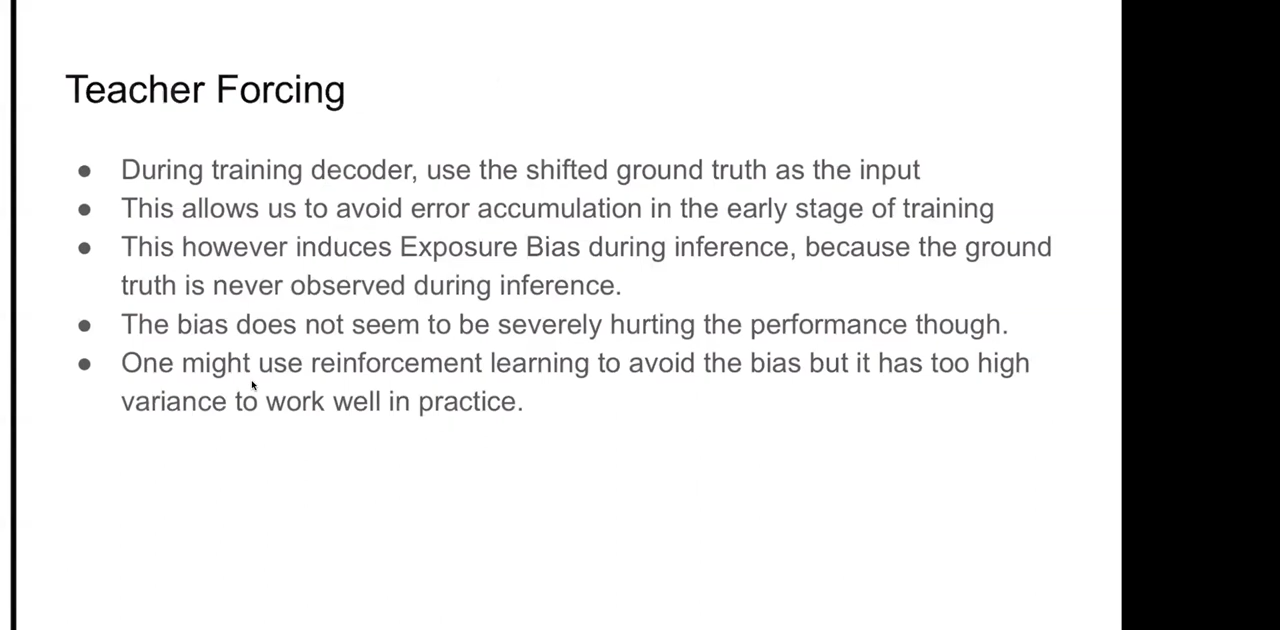 Teacher Forcing
● During training decoder, use the shifted ground truth as the input
● This allows us to avoid error accumulation in the early stage of training
● This however induces Exposure Bias during inference, because the ground
truth is never observed during inference.
● The bias does not seem to be severely hurting the performance though.
● One might use reinforcement learning to avoid the bias but it has too high
variance to work well in practice.